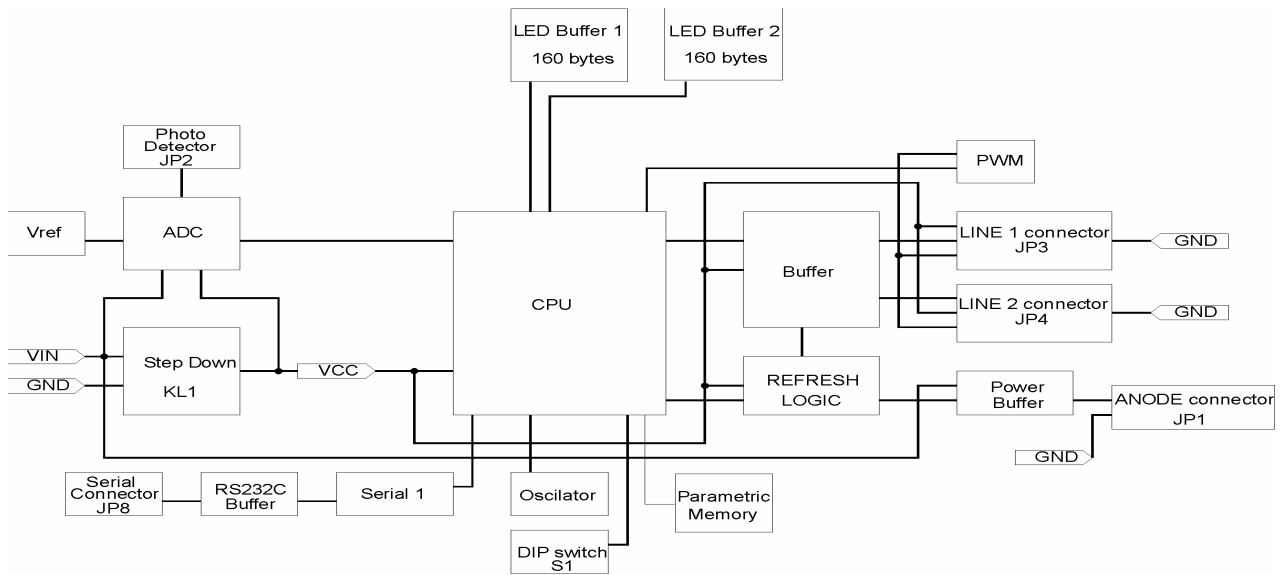 LED Buffer 1
160 bytes
LED Buffer 2
160 bytes
Photo
Detector
JP2
PWM
Vref
ADC
LINE 1 connector
JP3
GND
Buffer
CPU
LINE 2 connector
JP4
GND
VIN
GND
Step Down
KL1
VCC
REFRESH
LOGIC
Power
Buffer
ANODE connector
JP1
GND
Serial
Connector
JP8
RS232C
Buffer
Serial 1
Oscilator
Parametric
Memory
DIP switch
S1